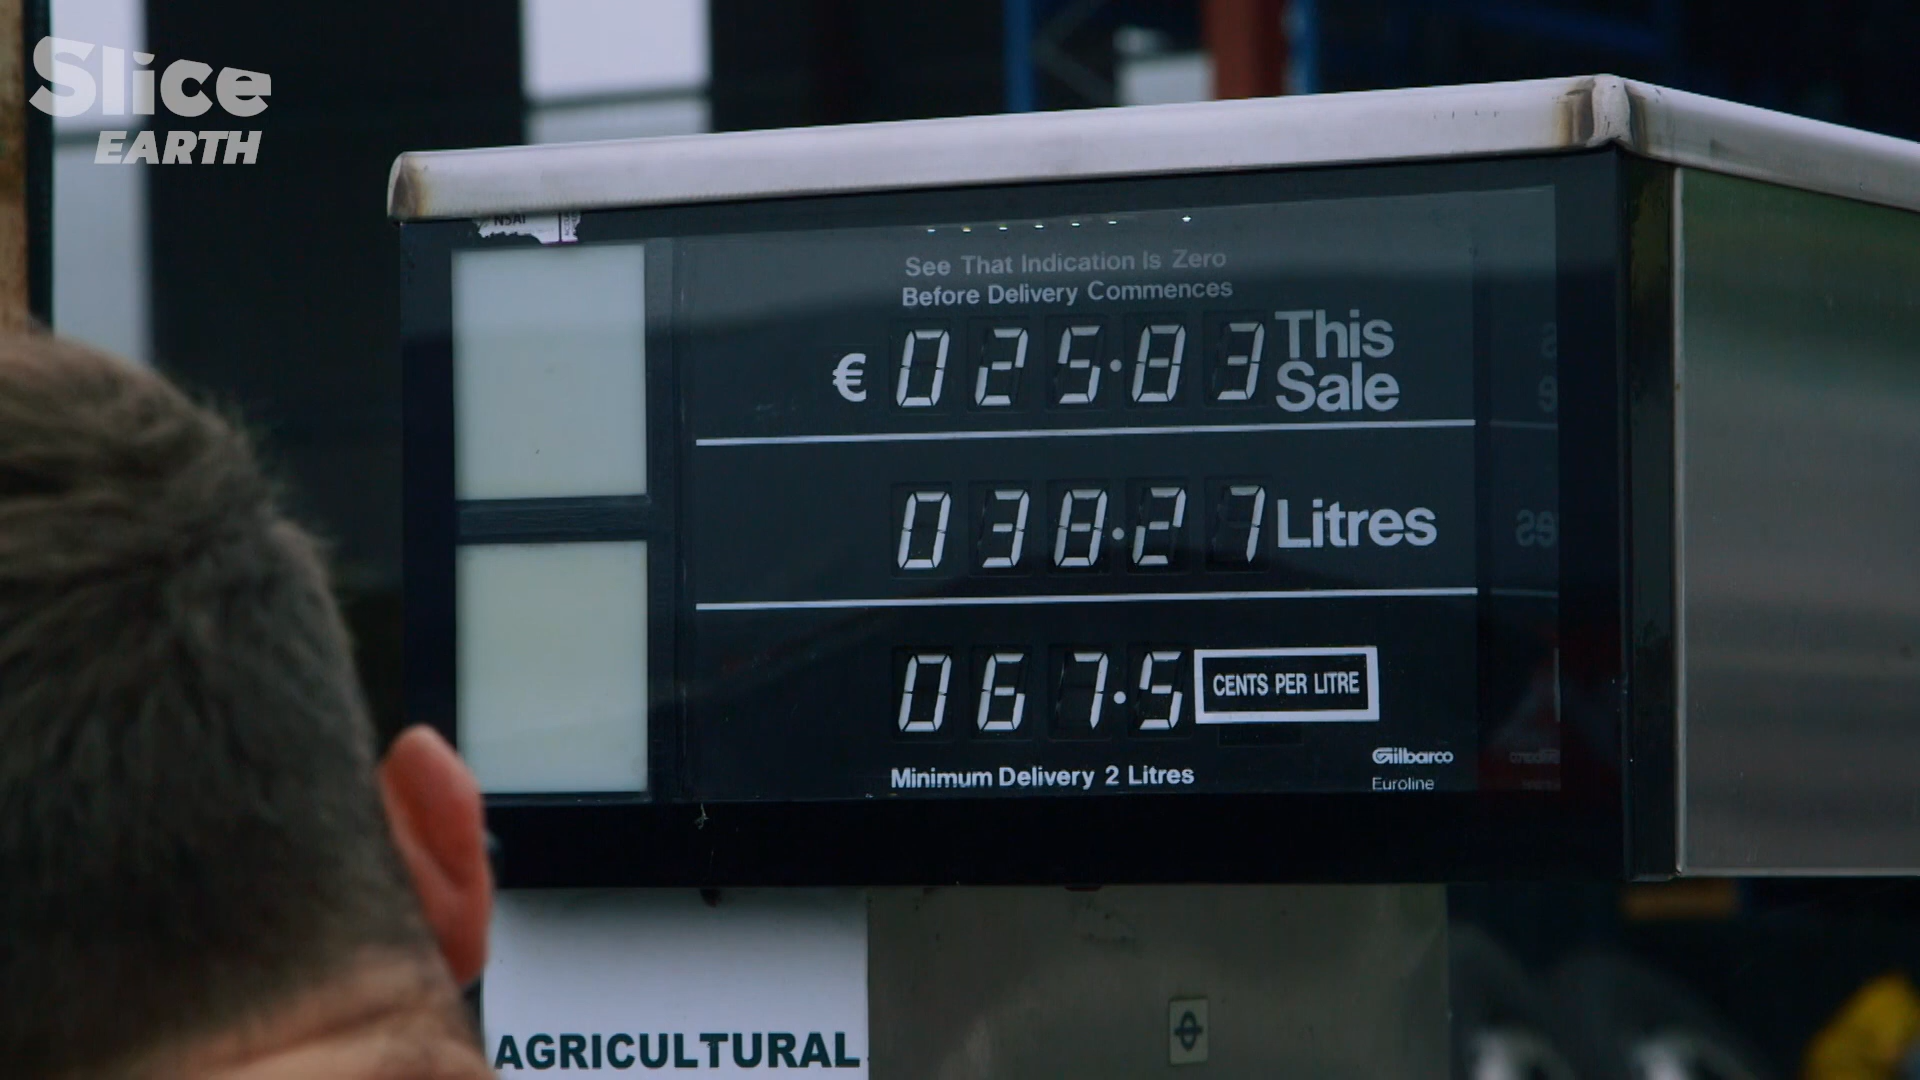 Slice
EARTH
NSAI
See That Indication Is Zero
Before Delivery Commences
€ 025.83 This Sale
038.27 Litres
067.5 CENTS PER LITRE
Minimum Delivery 2 Litres
Gilbarco
Euroline
AGRICULTURAL